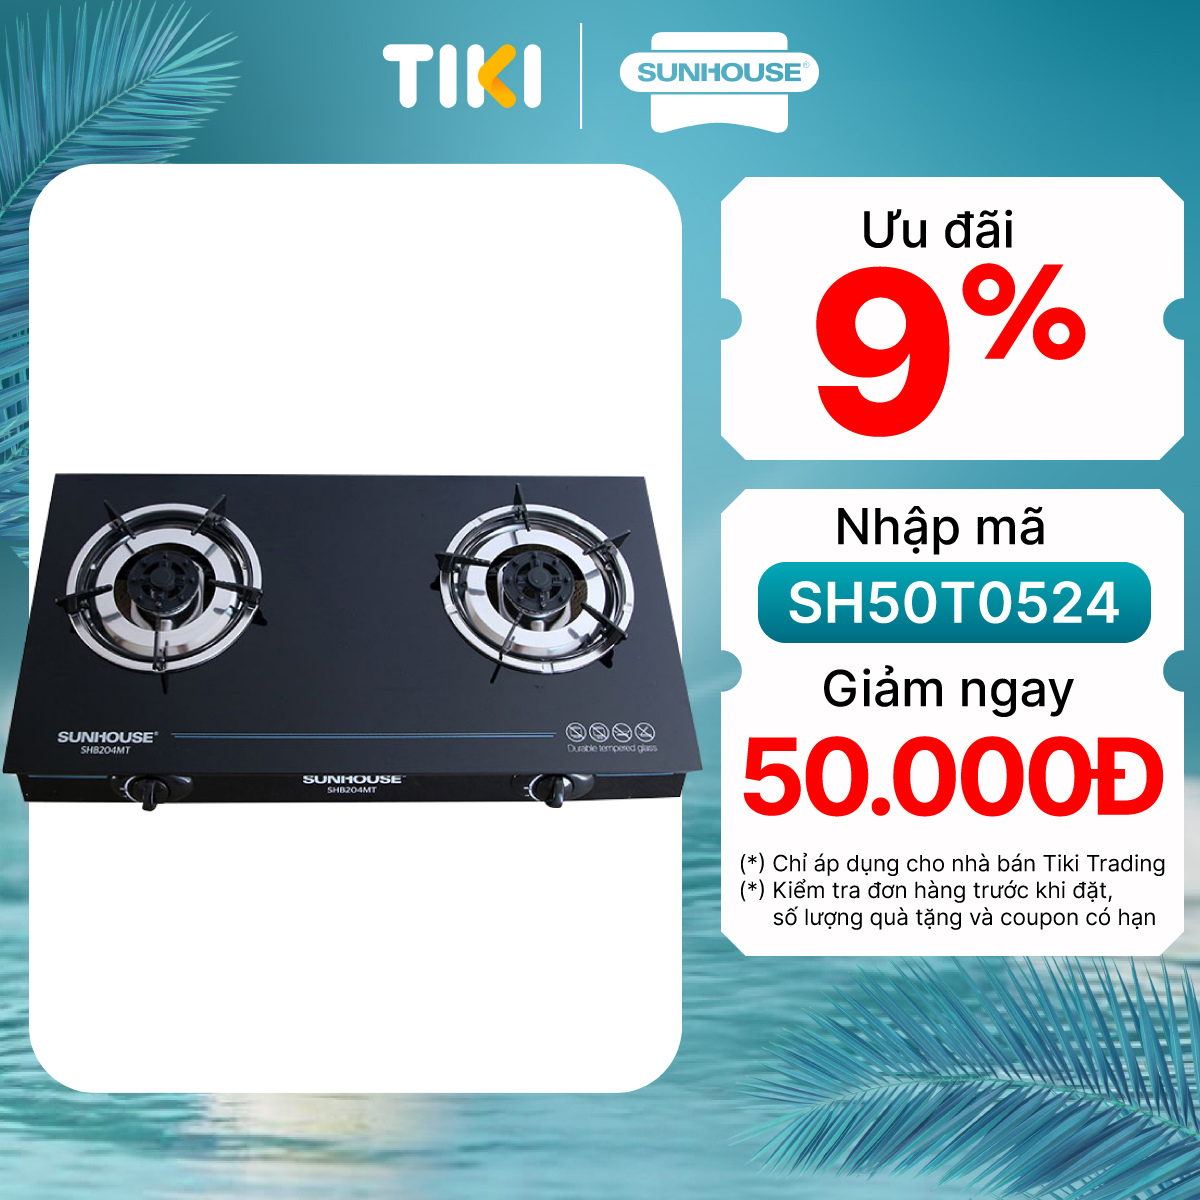 TIKI
SUNHOUSE®
Ưu đãi
9%
Nhập mã
SH50T0524
Giảm ngay
50.000Đ
(*) Chỉ áp dụng cho nhà bán Tiki Trading
(*) Kiểm tra đơn hàng trước khi đặt,
số lượng quà tặng và coupon có hạn
SUNHOUSE®
SHB204MT
Durable tempered glass
SUNHOUSE
SHB204MT